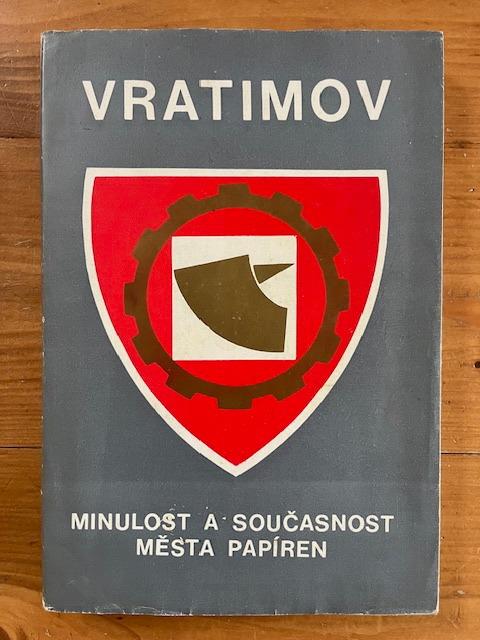 VRATIMOV
MINULOST A SOUČASNOST
MĚSTA PAPÍREN